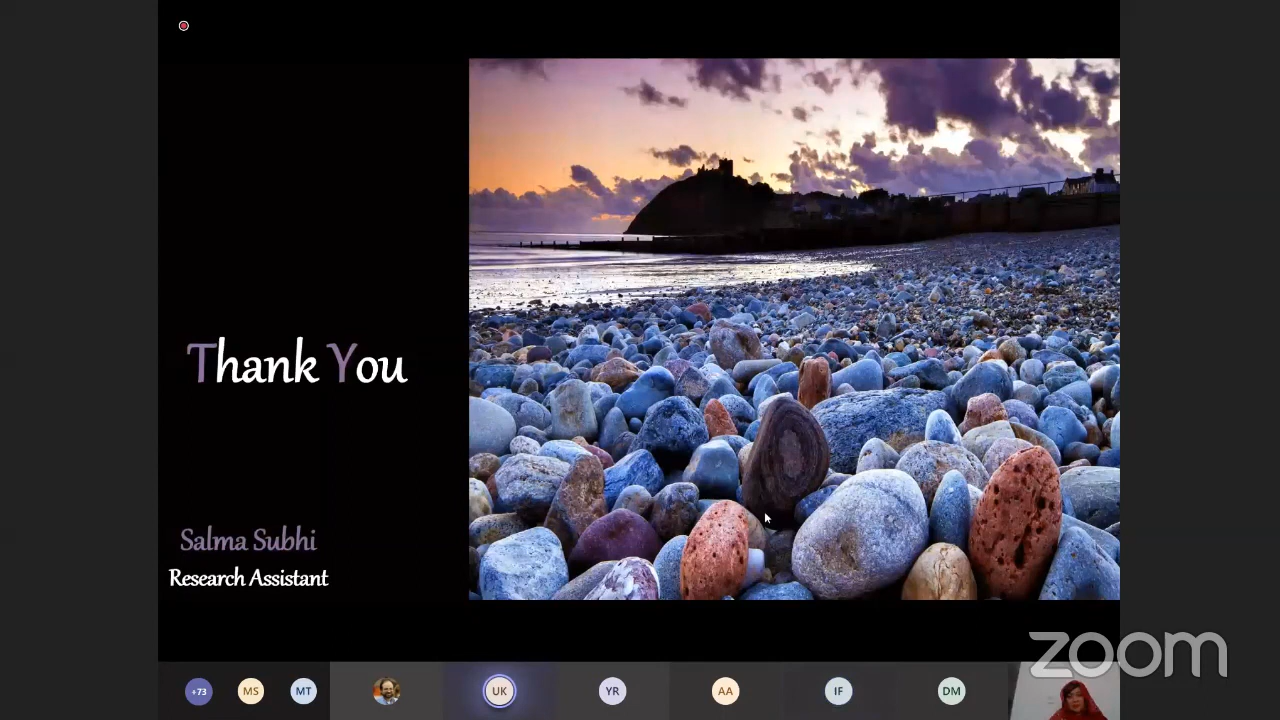 Thank You
Salma Subhi
Research Assistant
zoom
+73
MS
MT
UK
YR
AA
IF
DM